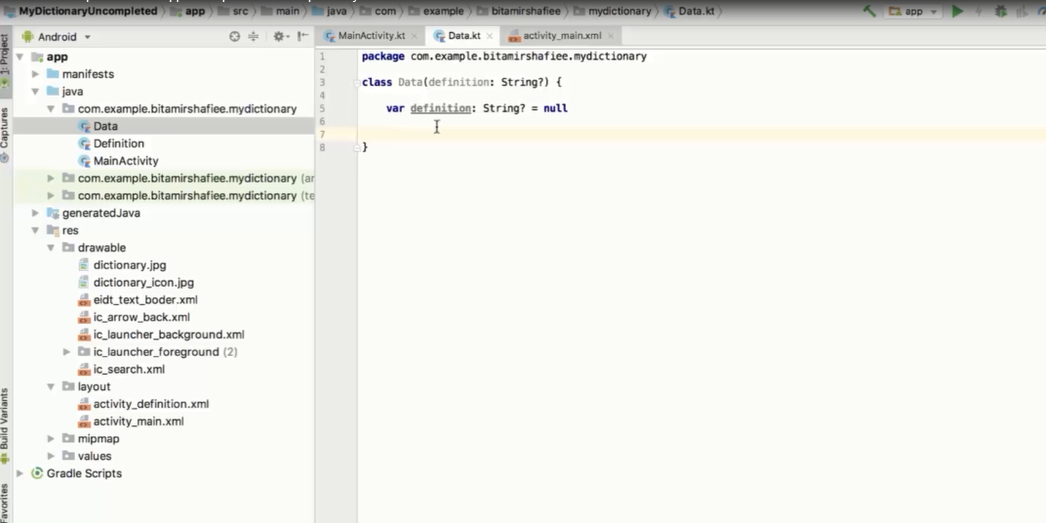 MyDictionaryUncompleted app src main java com example bitamirshafiee mydictionary Data.kt app
Android MainActivity.kt Data.kt activity_main.xml
1: Project
Captures
Build Variants
Favorites
app
manifests
java
com.example.bitamirshafiee.mydictionary
Data
Definition
MainActivity
com.example.bitamirshafiee.mydictionary (ar
com.example.bitamirshafiee.mydictionary (te
generatedJava
res
drawable
dictionary.jpg
dictionary_icon.jpg
eidt_text_boder.xml
ic_arrow_back.xml
ic_launcher_background.xml
ic_launcher_foreground (2)
ic_search.xml
layout
activity_definition.xml
activity_main.xml
mipmap
values
Gradle Scripts
1 package com.example.bitamirshafiee.mydictionary
2
3 class Data(definition: String?) {
4
5 var definition: String? = null
6
7
8 }